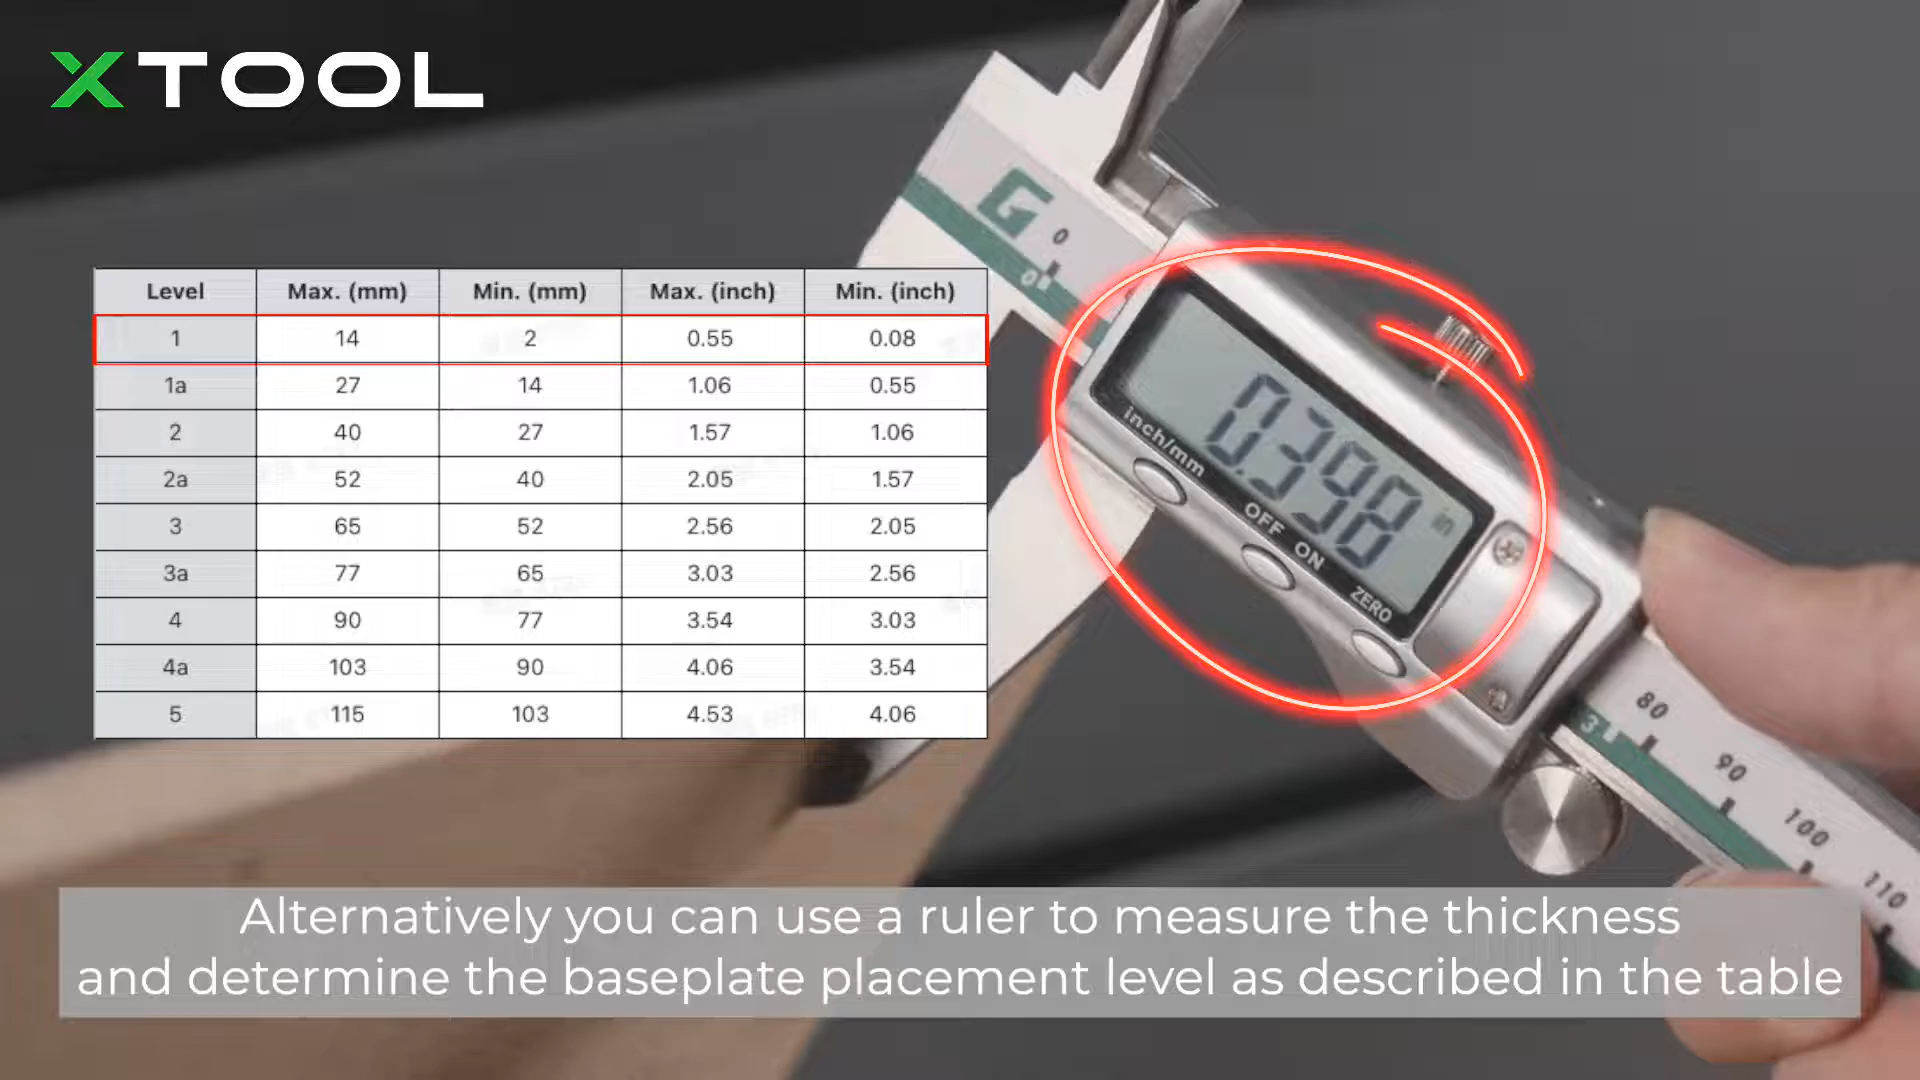 XTOOL
Level Max. (mm) Min. (mm) Max. (inch) Min. (inch)
1 14 2 0.55 0.08
1a 27 14 1.06 0.55
2 40 27 1.57 1.06
2a 52 40 2.05 1.57
3 65 52 2.56 2.05
3a 77 65 3.03 2.56
4 90 77 3.54 3.03
4a 103 90 4.06 3.54
5 115 103 4.53 4.06
G
0
0
0.398 in
inch/mm
OFF ON
ZERO
80
3
90
100
110
Alternatively you can use a ruler to measure the thickness
and determine the baseplate placement level as described in the table